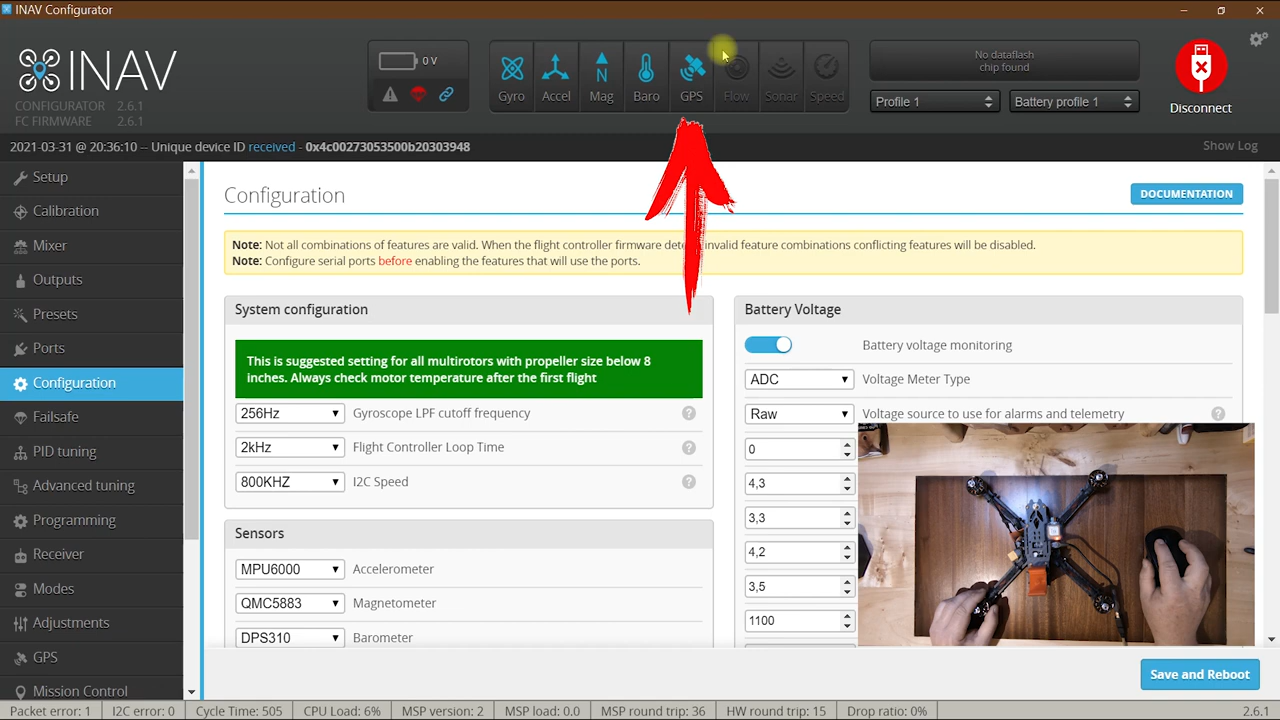 INAV Configurator
INAV
CONFIGURATOR 2.6.1
FC FIRMWARE 2.6.1
0 V
Gyro
Accel
Mag
Baro
GPS
Flow
Sonar
Speed
No dataflash
chip found
Profile 1
Battery profile 1
Disconnect
2021-03-31 @ 20:36:10 -- Unique device ID received - 0x4c00273053500b20303948
Show Log
Setup
Calibration
Mixer
Outputs
Presets
Ports
Configuration
Failsafe
PID tuning
Advanced tuning
Programming
Receiver
Modes
Adjustments
GPS
Mission Control
Configuration
DOCUMENTATION
Note: Not all combinations of features are valid. When the flight controller firmware dete invalid feature combinations conflicting features will be disabled.
Note: Configure serial ports before enabling the features that will use the ports.
System configuration
This is suggested setting for all multirotors with propeller size below 8
inches. Always check motor temperature after the first flight
256Hz Gyroscope LPF cutoff frequency
2kHz Flight Controller Loop Time
800KHZ I2C Speed
Sensors
MPU6000 Accelerometer
QMC5883 Magnetometer
DPS310 Barometer
Battery Voltage
Battery voltage monitoring
ADC Voltage Meter Type
Raw Voltage source to use for alarms and telemetry
0
4,3
3,3
4,2
3,5
1100
Save and Reboot
Packet error: 1
I2C error: 0
Cycle Time: 505
CPU Load: 6%
MSP version: 2
MSP load: 0.0
MSP round trip: 36
HW round trip: 15
Drop ratio: 0%
2.6.1